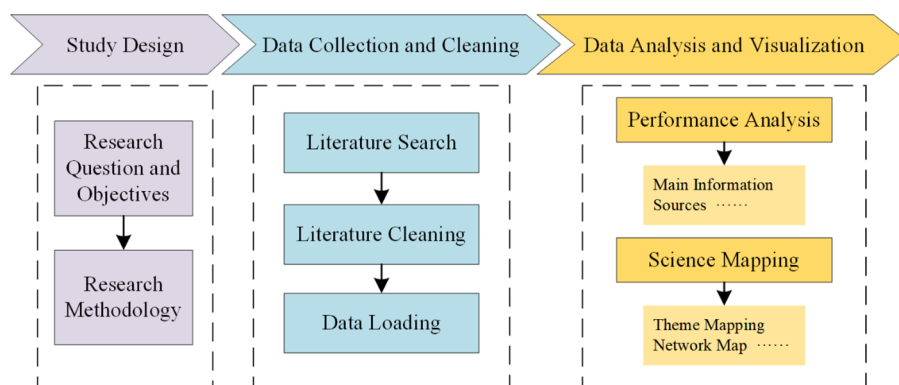 Study Design
Data Collection and Cleaning
Data Analysis and Visualization
Research
Question and
Objectives
Research
Methodology
Literature Search
Literature Cleaning
Data Loading
Performance Analysis
Main Information
Sources ······
Science Mapping
Theme Mapping
Network Map ······